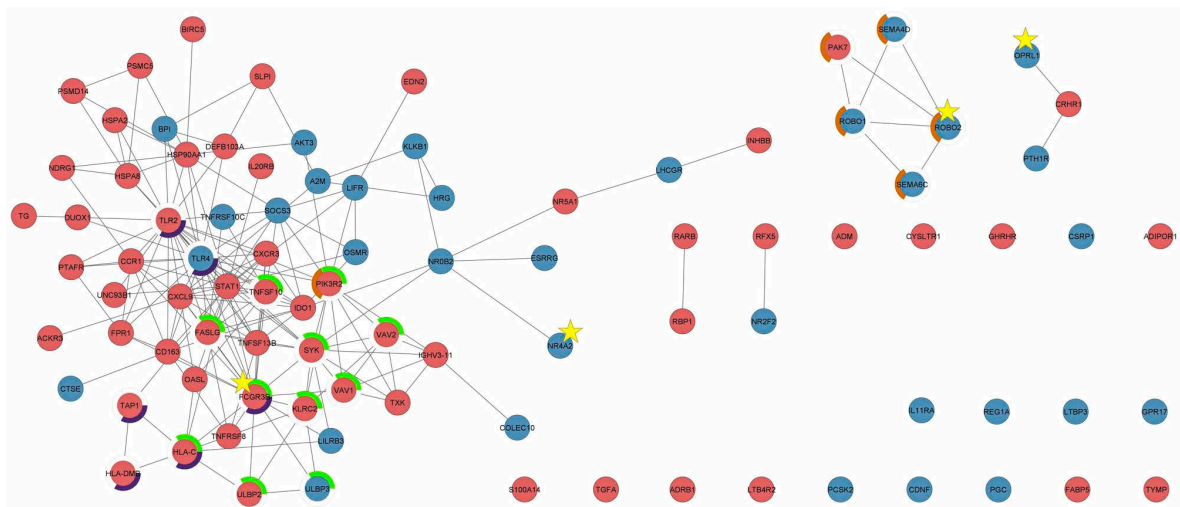 BIRC5
SEMA4D
PAK7
OPRL1
PSMC5
SLPI
EDN2
PSMD14
CRHR1
HSPA2
BPI
ROBO1
ROBO2
DEFB103A
AKT3
KLKB1
INHBB
HSP90AA1
PTH1R
NDRG1
IL20RB
HSPA8
A2M
LIFR
LHCGR
SEMA6C
HRG
NR5A1
TG
DUOX1
TLR2
TNFRSF10C
SOCS3
RARB
RFX5
ADM
CYSLTR1
GHRHR
CSRP1
ADIPOR1
OSMR
CXCR3
TLR4
NR0B2
ESRRG
PTAFR
CCR1
STAT1
PIK3R2
UNC93B1
CXCL9
TNFSF10
IDO1
RBP1
NR2F2
ACKR3
FPR1
FASLG
VAV2
TNFSF13B
NR4A2
CD163
SYK
IGHV3-11
CTSE
OASL
VAV1
TXK
FCGR3B
TAP1
KLRC2
IL11RA
REG1A
LTBP3
GPR17
COLEC10
TNFRSF8
LILRB3
HLA-C
HLA-DMB
ULBP2
ULBP3
S100A14
TGFA
ADRB1
LTB4R2
PCSK2
CDNF
PGC
FABP5
TYMP